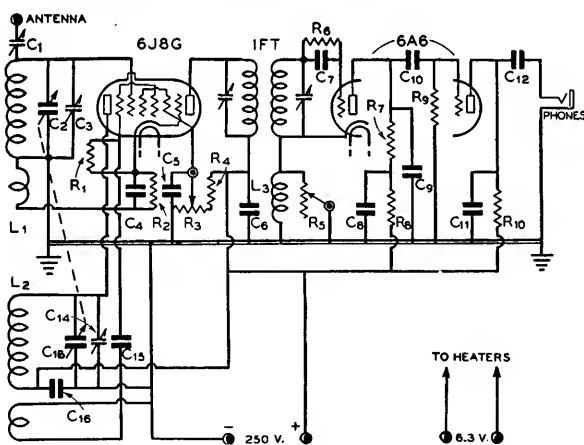 ANTENNA
6J8G
1FT
R6
6A6
C1
C7
C10
C12
C2
C3
R7
R9
PHONES
R1
C5
R4
C9
L1
C4
R2
R3
L3
C6
R5
C8
R8
C11
R10
L2
C14
C1B
C15
TO HEATERS
C16
− 250 V. +
6.3 V.